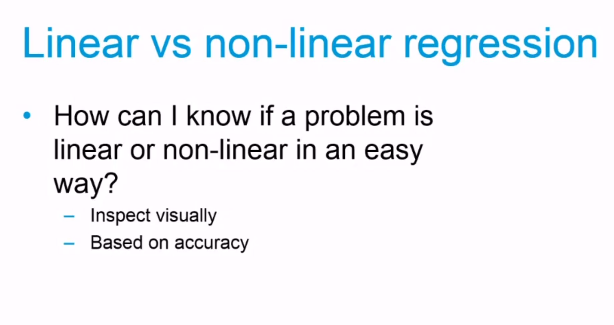 Linear vs non-linear regression
• How can I know if a problem is
linear or non-linear in an easy
way?
– Inspect visually
– Based on accuracy